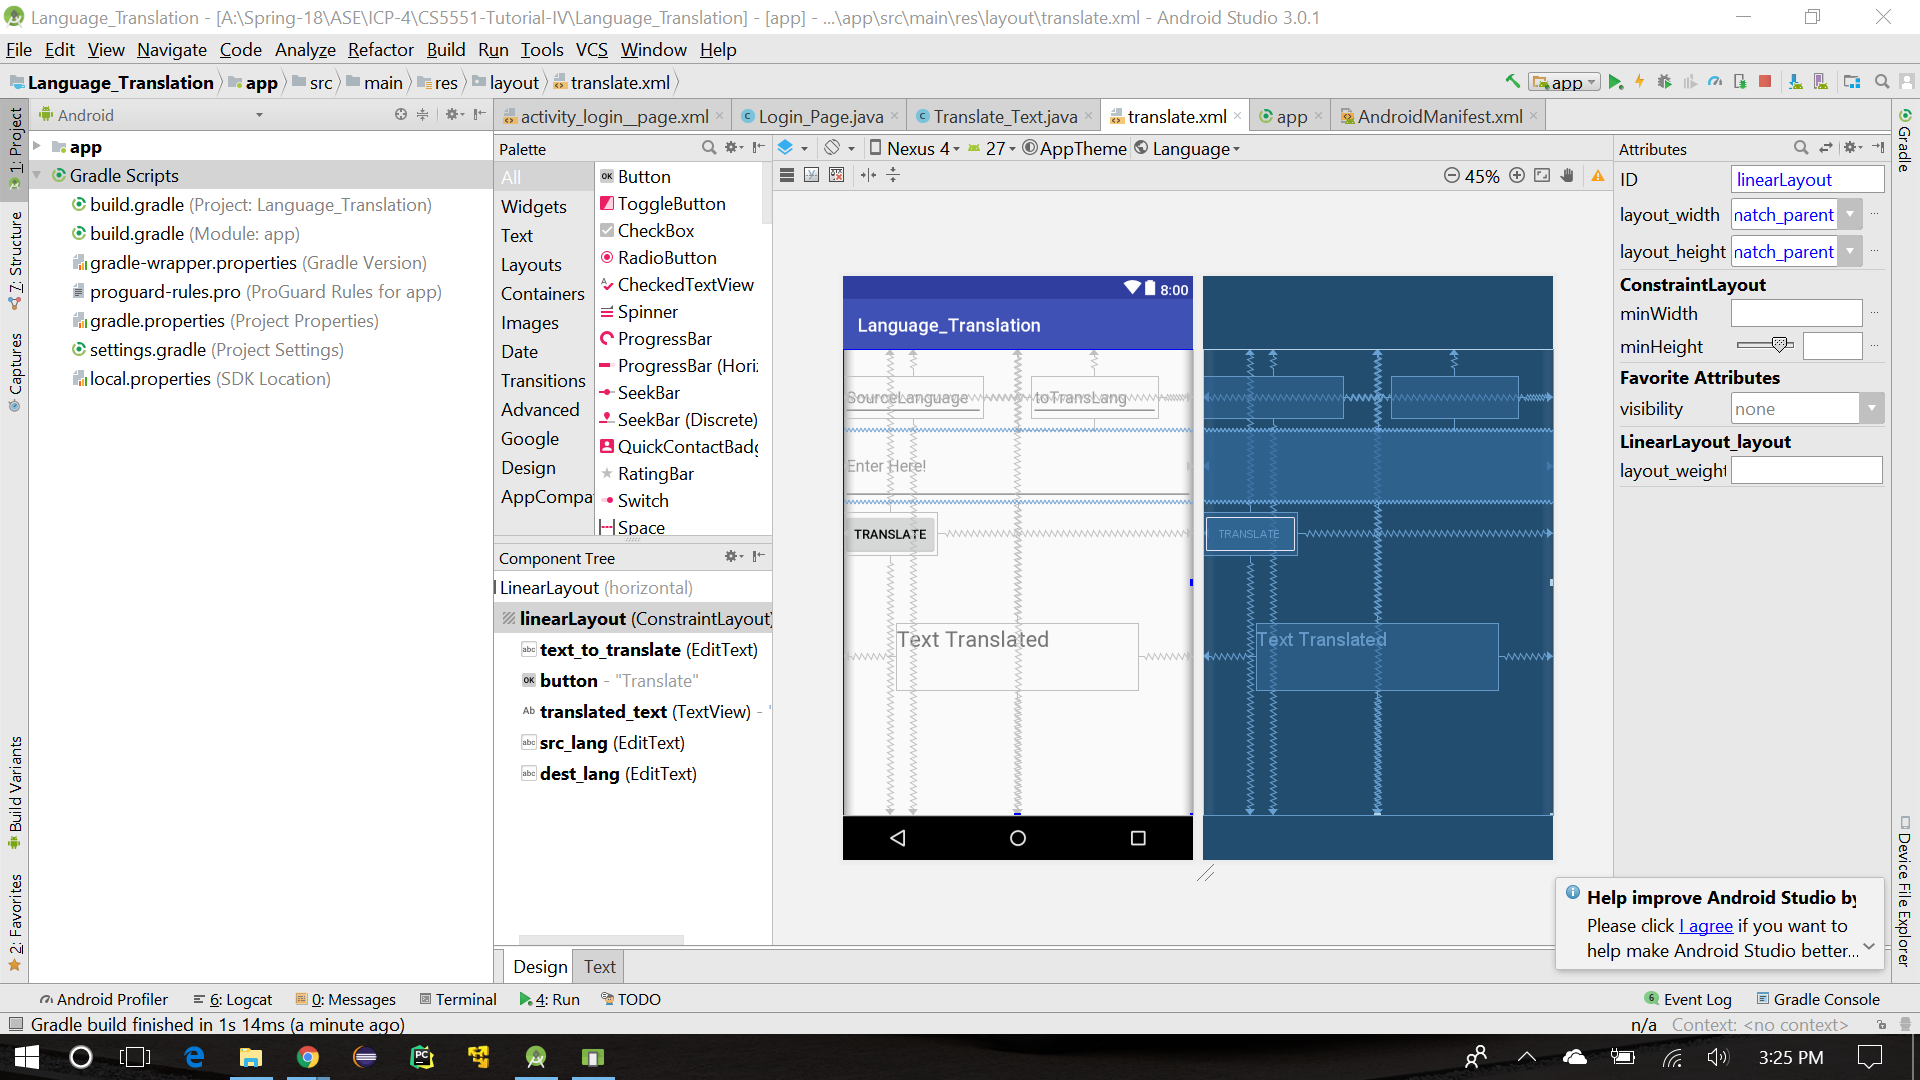 Language_Translation - [A:\Spring-18\ASE\ICP-4\CS5551-Tutorial-IV\Language_Translation] - [app] - ...\app\src\main\res\layout\translate.xml - Android Studio 3.0.1
File Edit View Navigate Code Analyze Refactor Build Run Tools VCS Window Help
Language_Translation app src main res layout translate.xml
app
Android
activity_login__page.xml Login_Page.java Translate_Text.java translate.xml app AndroidManifest.xml
1: Project
7: Structure
Captures
Build Variants
2: Favorites
app
Gradle Scripts
build.gradle (Project: Language_Translation)
build.gradle (Module: app)
gradle-wrapper.properties (Gradle Version)
proguard-rules.pro (ProGuard Rules for app)
gradle.properties (Project Properties)
settings.gradle (Project Settings)
local.properties (SDK Location)
Palette
All
Widgets
Text
Layouts
Containers
Images
Date
Transitions
Advanced
Google
Design
AppCompa
Button
ToggleButton
CheckBox
RadioButton
CheckedTextView
Spinner
ProgressBar
ProgressBar (Hori
SeekBar
SeekBar (Discrete)
QuickContactBadg
RatingBar
Switch
Space
Component Tree
LinearLayout (horizontal)
linearLayout (ConstraintLayout)
text_to_translate (EditText)
button - "Translate"
translated_text (TextView) - "
src_lang (EditText)
dest_lang (EditText)
Nexus 4 27 AppTheme Language
45%
8:00
Language_Translation
SourceLanguage toTransLang
Enter Here!
TRANSLATE
Text Translated
TRANSLATE
Text Translated
Design Text
Attributes
ID linearLayout
layout_width match_parent
layout_height match_parent
ConstraintLayout
minWidth
minHeight
Favorite Attributes
visibility none
LinearLayout_layout
layout_weight
Gradle
Device File Explorer
Help improve Android Studio by
Please click I agree if you want to
help make Android Studio better...
Android Profiler 6: Logcat 0: Messages Terminal 4: Run TODO
6 Event Log Gradle Console
Gradle build finished in 1s 14ms (a minute ago)
n/a Context: <no context>
3:25 PM